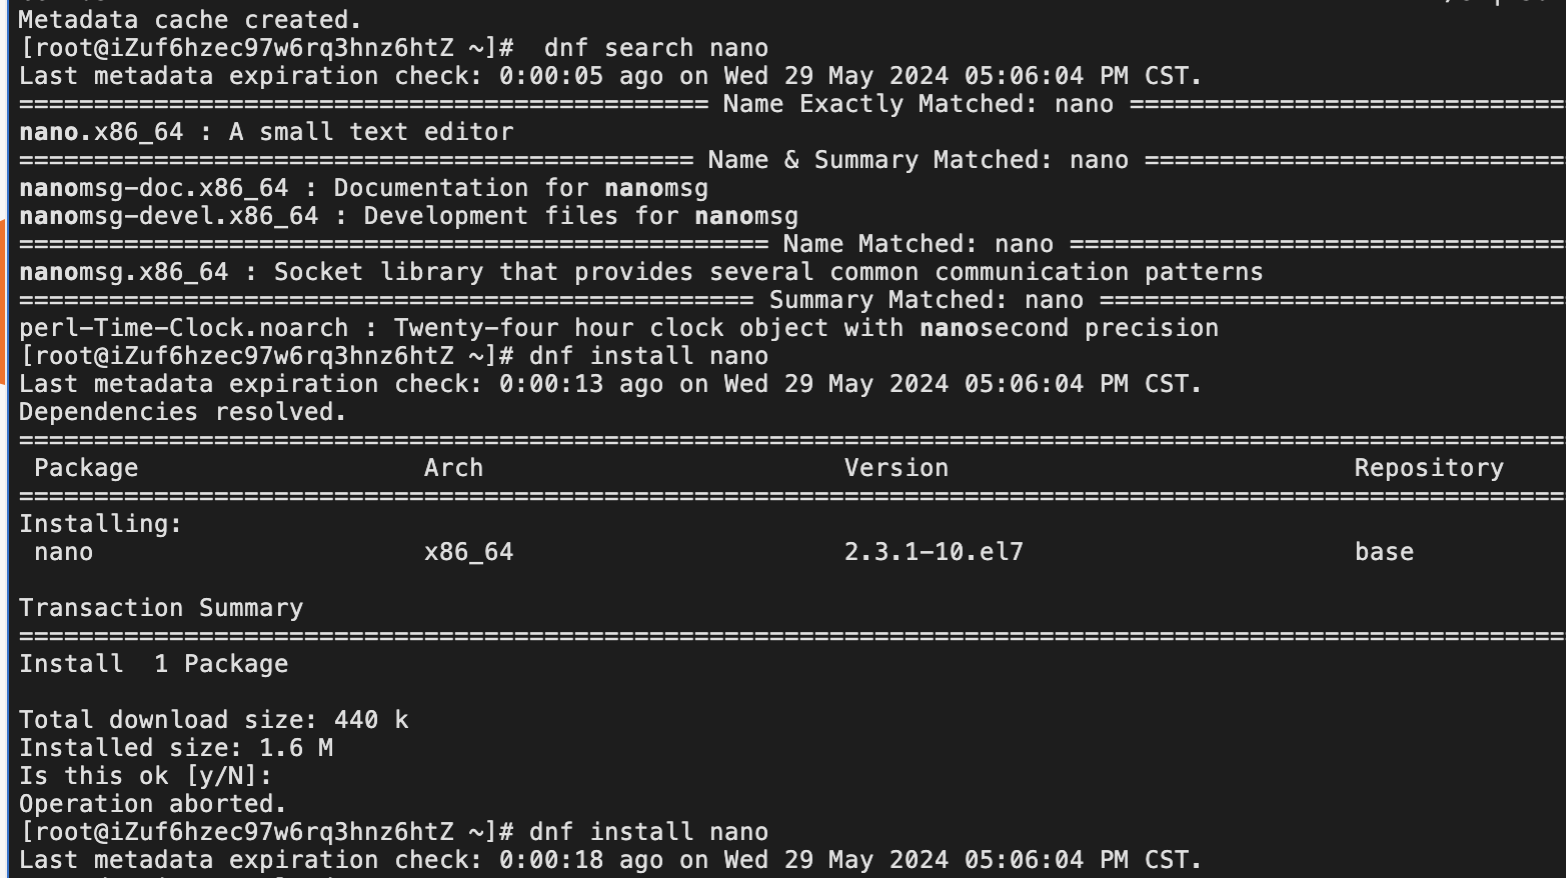 Metadata cache created.
[root@iZuf6hzec97w6rq3hnz6htZ ~]#  dnf search nano
Last metadata expiration check: 0:00:05 ago on Wed 29 May 2024 05:06:04 PM CST.
============================================== Name Exactly Matched: nano =============================
nano.x86_64 : A small text editor
============================================= Name & Summary Matched: nano ============================
nanomsg-doc.x86_64 : Documentation for nanomsg
nanomsg-devel.x86_64 : Development files for nanomsg
================================================== Name Matched: nano =================================
nanomsg.x86_64 : Socket library that provides several common communication patterns
================================================= Summary Matched: nano ===============================
perl-Time-Clock.noarch : Twenty-four hour clock object with nanosecond precision
[root@iZuf6hzec97w6rq3hnz6htZ ~]# dnf install nano
Last metadata expiration check: 0:00:13 ago on Wed 29 May 2024 05:06:04 PM CST.
Dependencies resolved.
=======================================================================================================
 Package                   Arch                        Version                           Repository
=======================================================================================================
Installing:
 nano                      x86_64                      2.3.1-10.el7                      base

Transaction Summary
=======================================================================================================
Install  1 Package

Total download size: 440 k
Installed size: 1.6 M
Is this ok [y/N]:
Operation aborted.
[root@iZuf6hzec97w6rq3hnz6htZ ~]# dnf install nano
Last metadata expiration check: 0:00:18 ago on Wed 29 May 2024 05:06:04 PM CST.